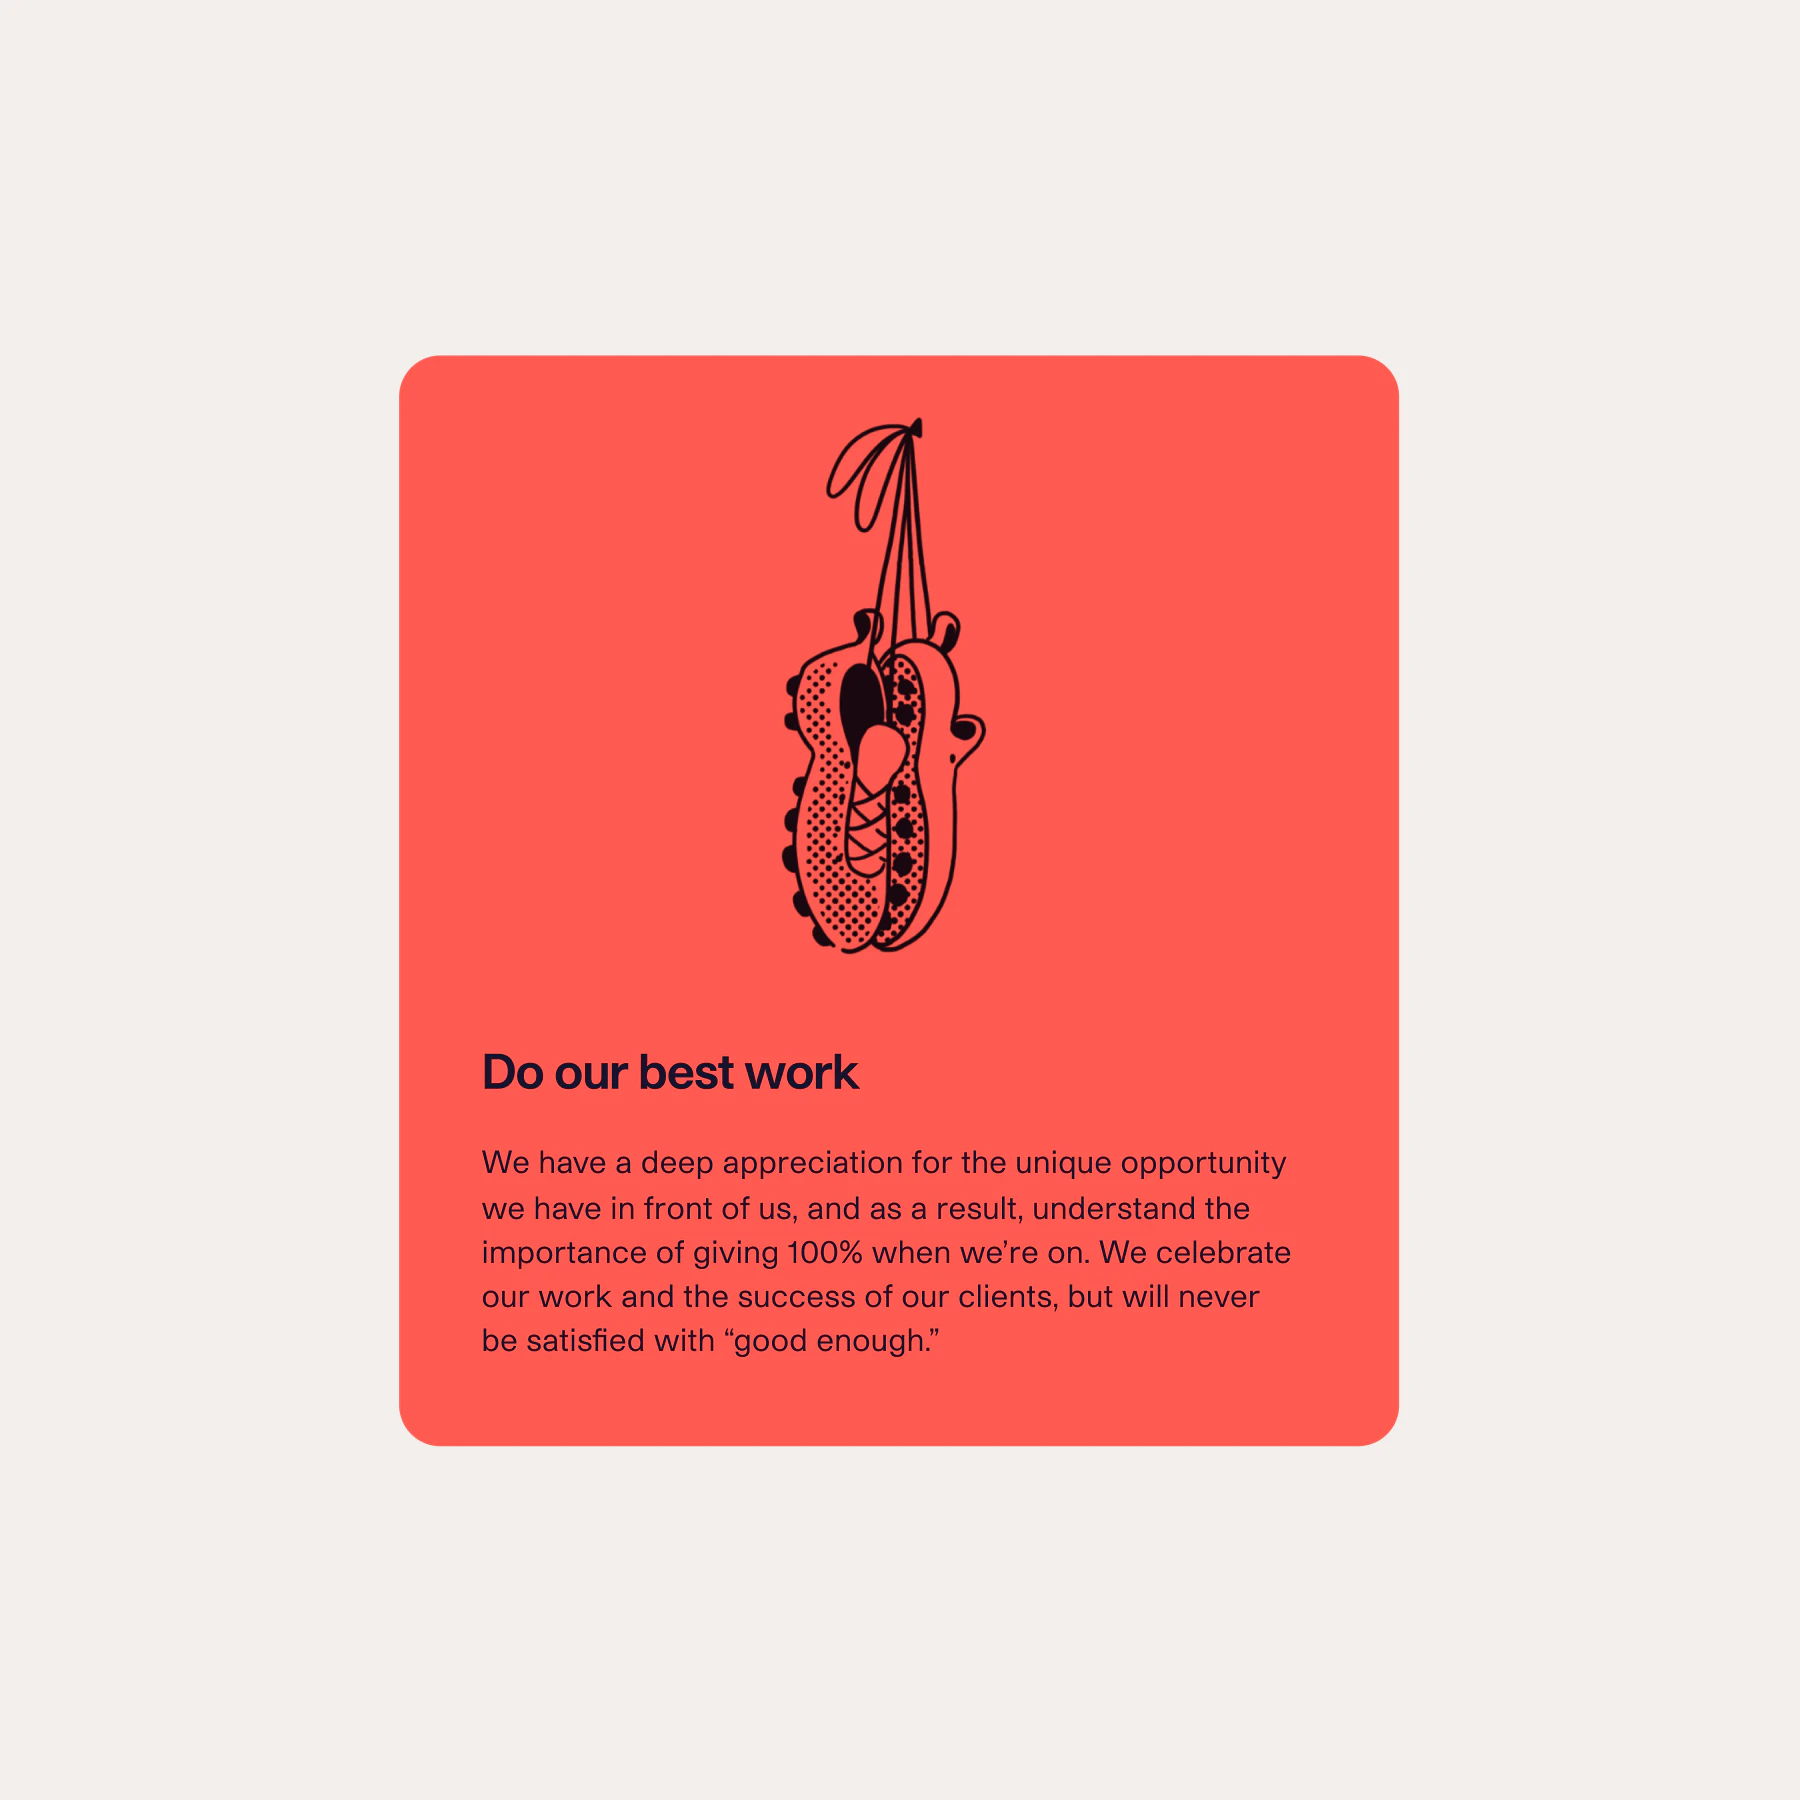 Do our best work
We have a deep appreciation for the unique opportunity
we have in front of us, and as a result, understand the
importance of giving 100% when we’re on. We celebrate
our work and the success of our clients, but will never
be satisfied with “good enough.”